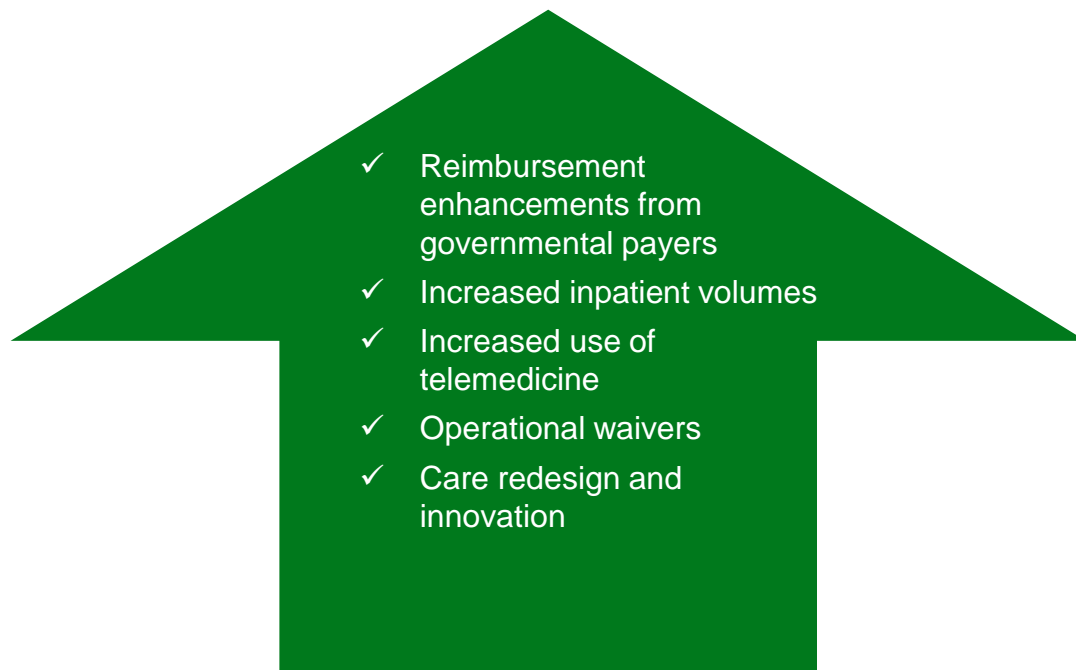 ✓ Reimbursement
enhancements from
governmental payers
✓ Increased inpatient volumes
✓ Increased use of
telemedicine
✓ Operational waivers
✓ Care redesign and
innovation